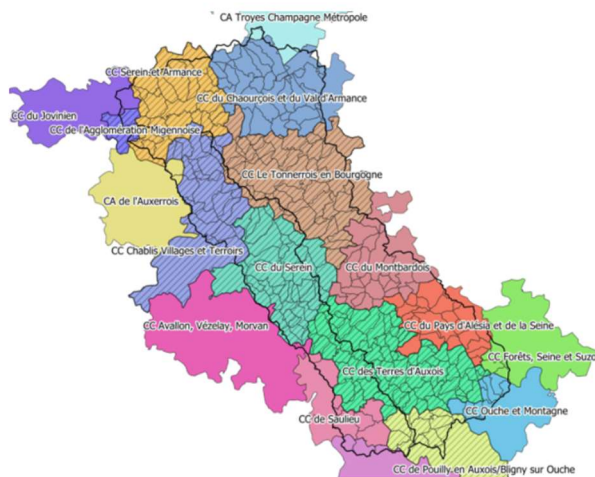 CA Troyes Champagne Métropole
CC Serein et Armance
CC du Chaourçois et du Val d'Armance
CC du Jovinien
CC de l'Agglomération Migennoise
CC Le Tonnerrois en Bourgogne
CA de l'Auxerrois
CC Chablis Villages et Terroirs
CC du Serein
CC du Montbardois
CC Avallon, Vézelay, Morvan
CC du Pays d'Alésia et de la Seine
CC Forêts, Seine et Suzo
CC des Terres d'Auxois
CC Ouche et Montagne
CC de Saulieu
CC de Pouilly en Auxois/Bligny sur Ouche